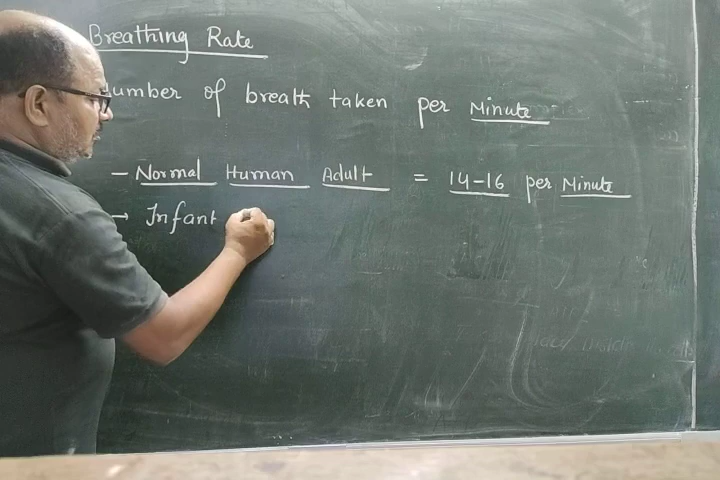 Breathing Rate
umber of breath taken per Minute
- Normal Human Adult = 14-16 per Minute
→ Infant